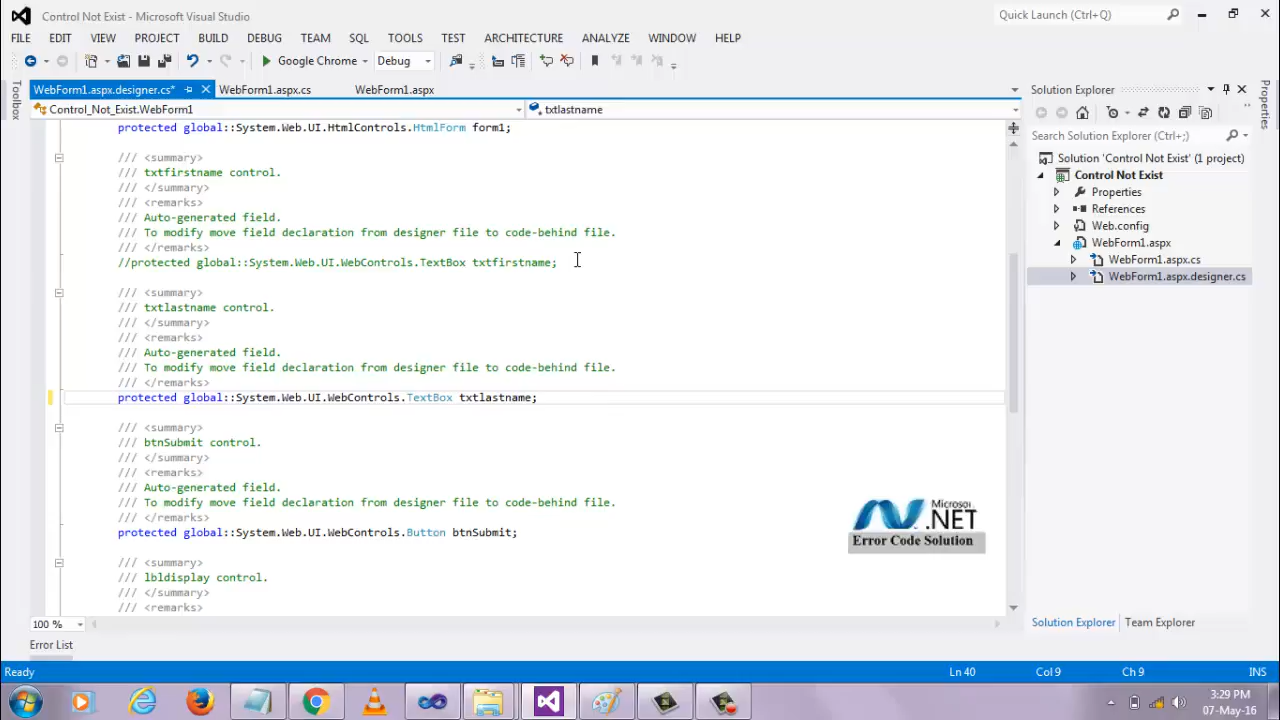 Control Not Exist - Microsoft Visual Studio
Quick Launch (Ctrl+Q)
FILE EDIT VIEW PROJECT BUILD DEBUG TEAM SQL TOOLS TEST ARCHITECTURE ANALYZE WINDOW HELP
Google Chrome Debug
Toolbox
WebForm1.aspx.designer.cs* WebForm1.aspx.cs WebForm1.aspx
Control_Not_Exist.WebForm1 txtlastname
protected global::System.Web.UI.HtmlControls.HtmlForm form1;
/// <summary>
/// txtfirstname control.
/// </summary>
/// <remarks>
/// Auto-generated field.
/// To modify move field declaration from designer file to code-behind file.
/// </remarks>
//protected global::System.Web.UI.WebControls.TextBox txtfirstname;
/// <summary>
/// txtlastname control.
/// </summary>
/// <remarks>
/// Auto-generated field.
/// To modify move field declaration from designer file to code-behind file.
/// </remarks>
protected global::System.Web.UI.WebControls.TextBox txtlastname;
/// <summary>
/// btnSubmit control.
/// </summary>
/// <remarks>
/// Auto-generated field.
/// To modify move field declaration from designer file to code-behind file.
/// </remarks>
protected global::System.Web.UI.WebControls.Button btnSubmit;
/// <summary>
/// lbldisplay control.
/// </summary>
/// <remarks>
100 %
Error List
Solution Explorer
Search Solution Explorer (Ctrl+;)
Solution 'Control Not Exist' (1 project)
Control Not Exist
Properties
References
Web.config
WebForm1.aspx
WebForm1.aspx.cs
WebForm1.aspx.designer.cs
Properties
Microsof
.NET
Error Code Solution
Solution Explorer Team Explorer
Ready Ln 40 Col 9 Ch 9 INS
3:29 PM
07-May-16